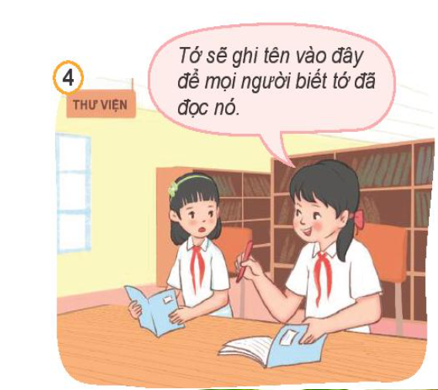 4
THƯ VIỆN
Tớ sẽ ghi tên vào đây
để mọi người biết tớ đã
đọc nó.